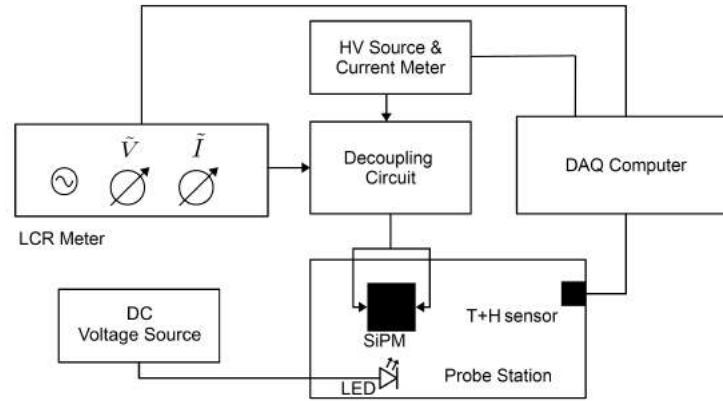 HV Source &
Current Meter
Ṽ
Ĩ
Decoupling
Circuit
DAQ Computer
LCR Meter
DC
Voltage Source
SiPM
T+H sensor
LED
Probe Station